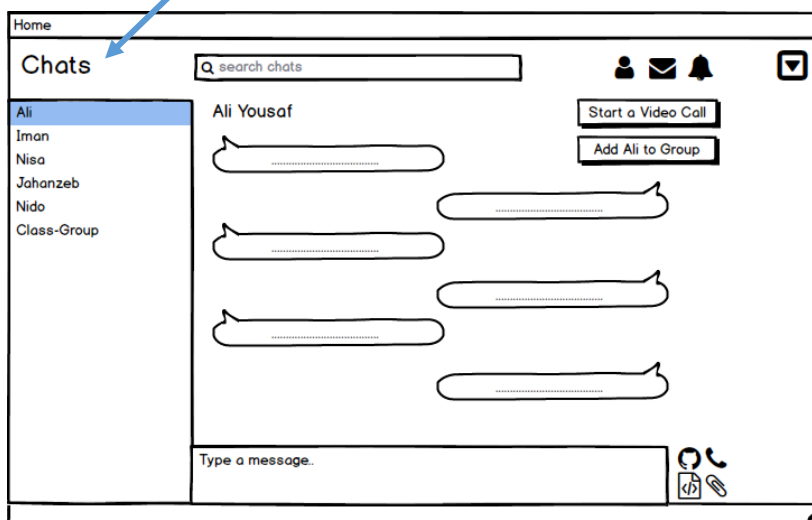 Home
Chats
search chats
Ali
Iman
Nisa
Jahanzeb
Nido
Class-Group
Ali Yousaf
Start a Video Call
Add Ali to Group
Type a message..